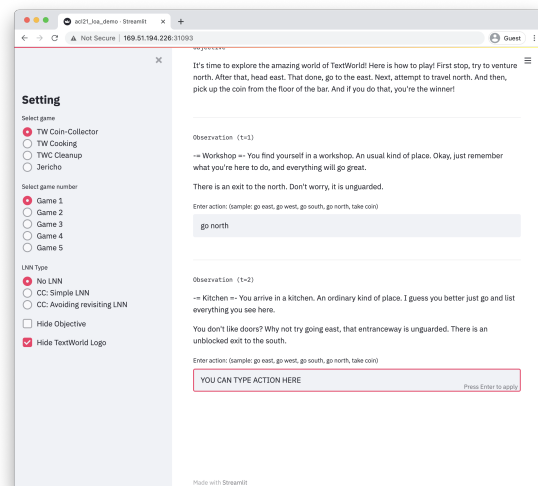 acl21_loa_demo · Streamlit
Not Secure | 169.51.194.226:31093
Guest
Setting
Select game
TW Coin-Collector
TW Cooking
TWC Cleanup
Jericho
Select game number
Game 1
Game 2
Game 3
Game 4
Game 5
LNN Type
No LNN
CC: Simple LNN
CC: Avoiding revisiting LNN
Hide Objective
Hide TextWorld Logo
Objective
It's time to explore the amazing world of TextWorld! Here is how to play! First stop, try to venture
north. After that, head east. That done, go to the east. Next, attempt to travel north. And then,
pick up the coin from the floor of the bar. And if you do that, you're the winner!
Observation (t=1)
-= Workshop =- You find yourself in a workshop. An usual kind of place. Okay, just remember
what you're here to do, and everything will go great.
There is an exit to the north. Don't worry, it is unguarded.
Enter action: (sample: go east, go west, go south, go north, take coin)
go north
Observation (t=2)
-= Kitchen =- You arrive in a kitchen. An ordinary kind of place. I guess you better just go and list
everything you see here.
You don't like doors? Why not try going east, that entranceway is unguarded. There is an
unblocked exit to the south.
Enter action: (sample: go east, go west, go south, go north, take coin)
YOU CAN TYPE ACTION HERE
Press Enter to apply
Made with Streamlit